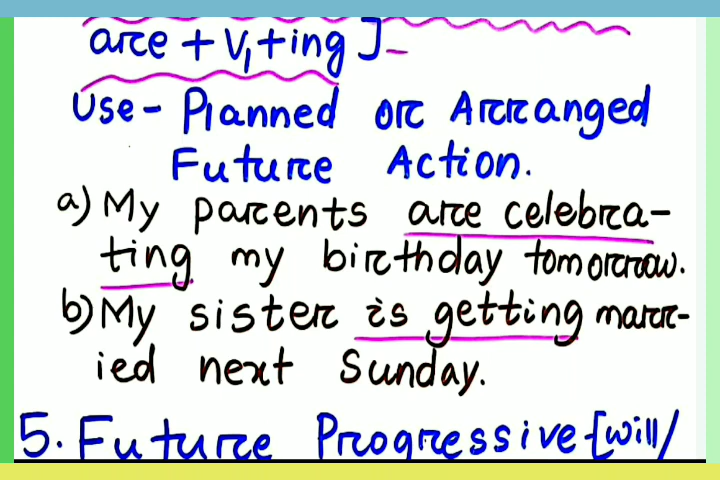 are + V₁+ing ]-
Use- Planned or Arranged
Future Action.
a) My parents are celebra-
ting my birthday tomorrow.
b) My sister is getting marr-
ied next Sunday.
5. Future Progressive-[will/